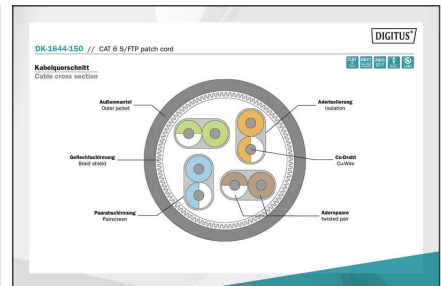 DIGITUS®
DK-1644-150 // CAT 6 S/FTP patch cord
Kabelquerschnitt
Cable cross section
Außenmantel
Outer jacket
Aderisolierung
Insulation
Geflechtschirmung
Braid shield
Cu-Draht
Cu-Wire
Paarabschirmung
Pairscreen
Adernpaare
twisted pair